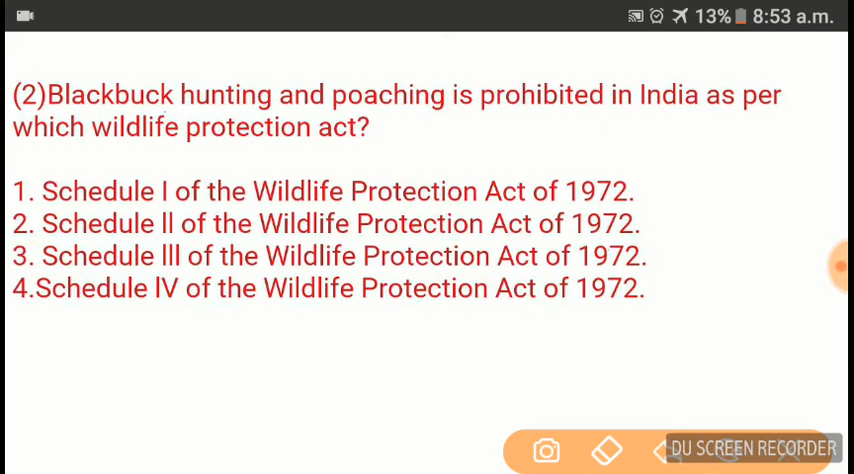 13% 8:53 a.m.
(2)Blackbuck hunting and poaching is prohibited in India as per
which wildlife protection act?
1. Schedule I of the Wildlife Protection Act of 1972.
2. Schedule ll of the Wildlife Protection Act of 1972.
3. Schedule lll of the Wildlife Protection Act of 1972.
4.Schedule lV of the Wildlife Protection Act of 1972.
DU SCREEN RECORDER